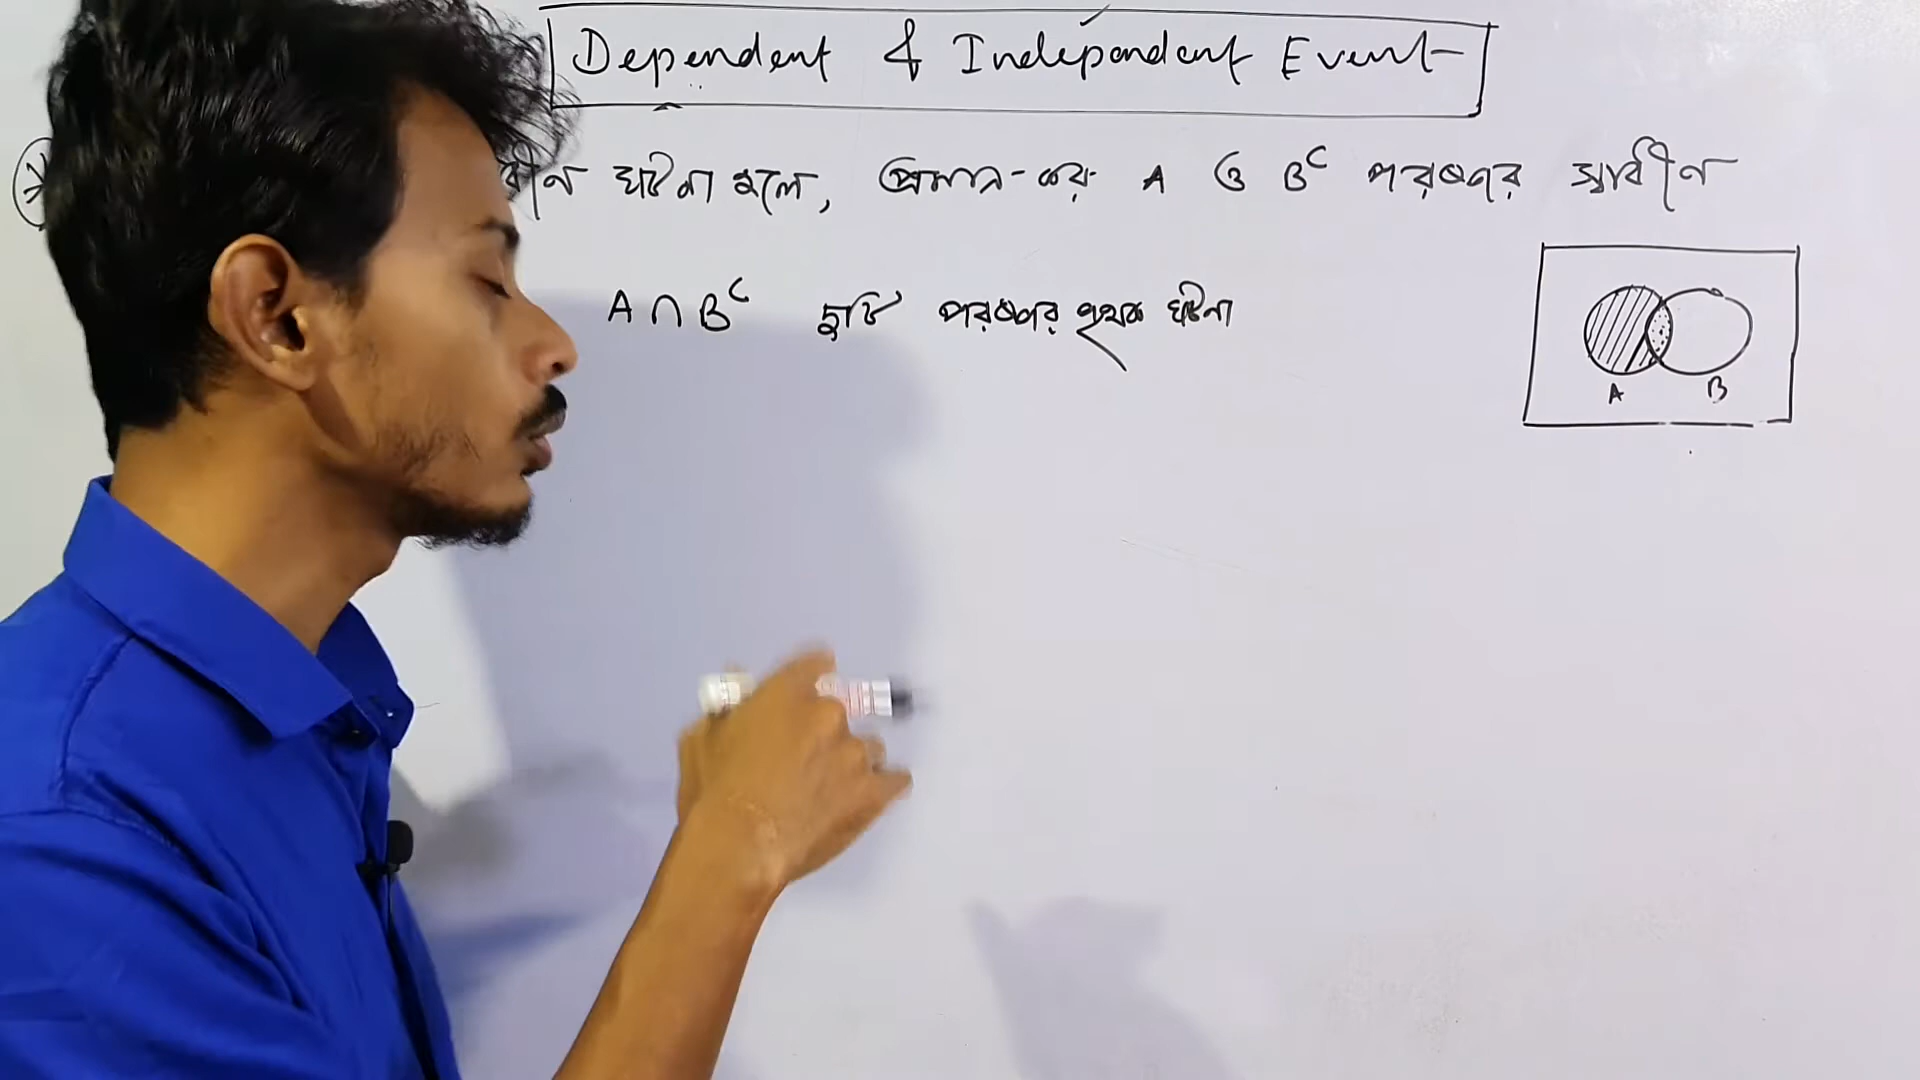 Dependent & Independent Event
ঘটনা হলে, প্রমাণ কর A ও B^C পরস্পর স্বাধীন
A ∩ B^C দুটি পরস্পর পৃথক ঘটনা
A B